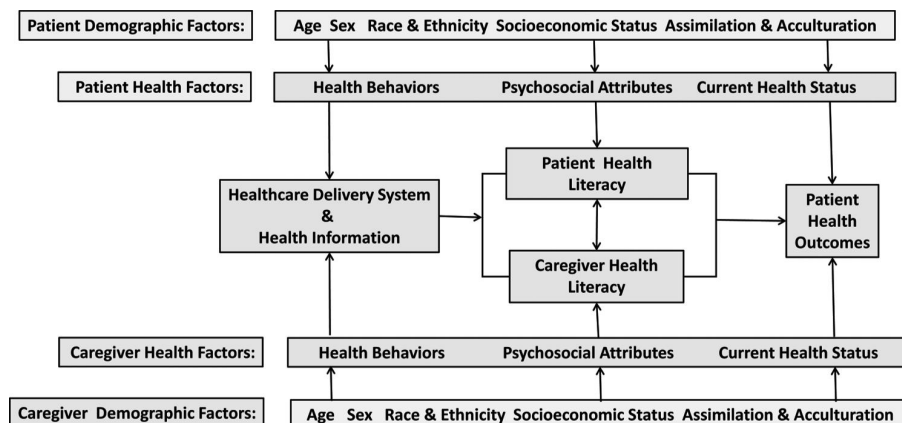 Patient Demographic Factors: Age Sex Race & Ethnicity Socioeconomic Status Assimilation & Acculturation
Patient Health Factors: Health Behaviors Psychosocial Attributes Current Health Status
Patient Health
Literacy
Healthcare Delivery System
&
Health Information
Patient
Health
Outcomes
Caregiver Health
Literacy
Caregiver Health Factors: Health Behaviors Psychosocial Attributes Current Health Status
Caregiver Demographic Factors: Age Sex Race & Ethnicity Socioeconomic Status Assimilation & Acculturation